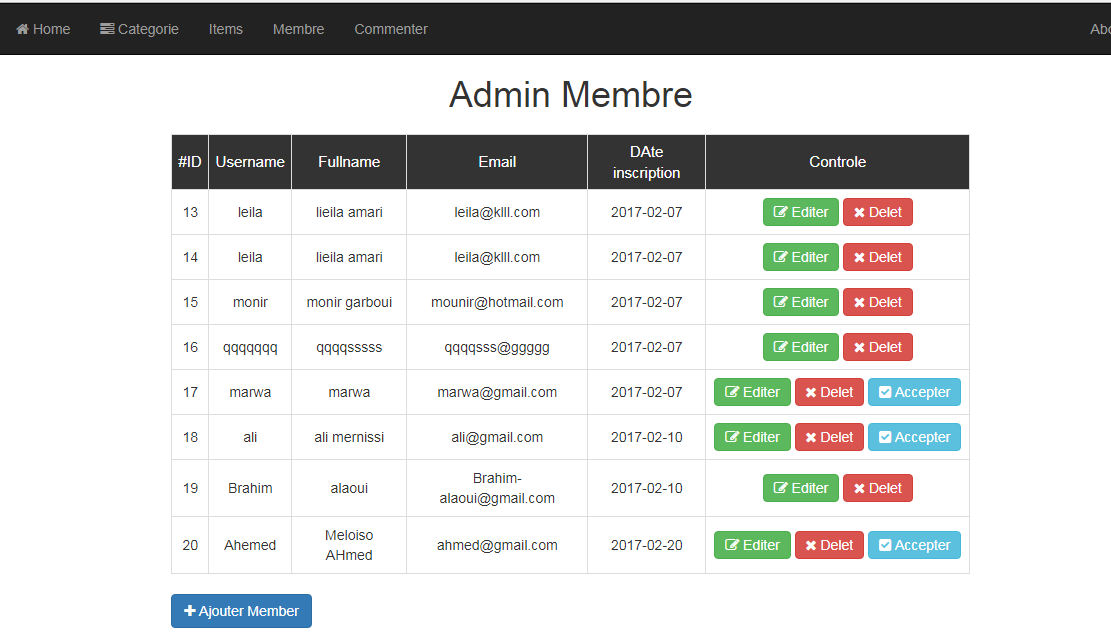 Home Categorie Items Membre Commenter Abo
Admin Membre
#ID Username Fullname Email DAte inscription Controle
13 leila lieila amari leila@klll.com 2017-02-07 Editer Delet
14 leila lieila amari leila@klll.com 2017-02-07 Editer Delet
15 monir monir garboui mounir@hotmail.com 2017-02-07 Editer Delet
16 qqqqqqq qqqqsssss qqqqsss@ggggg 2017-02-07 Editer Delet
17 marwa marwa marwa@gmail.com 2017-02-07 Editer Delet Accepter
18 ali ali mernissi ali@gmail.com 2017-02-10 Editer Delet Accepter
19 Brahim alaoui Brahim-alaoui@gmail.com 2017-02-10 Editer Delet
20 Ahemed Meloiso AHmed ahmed@gmail.com 2017-02-20 Editer Delet Accepter
Ajouter Member